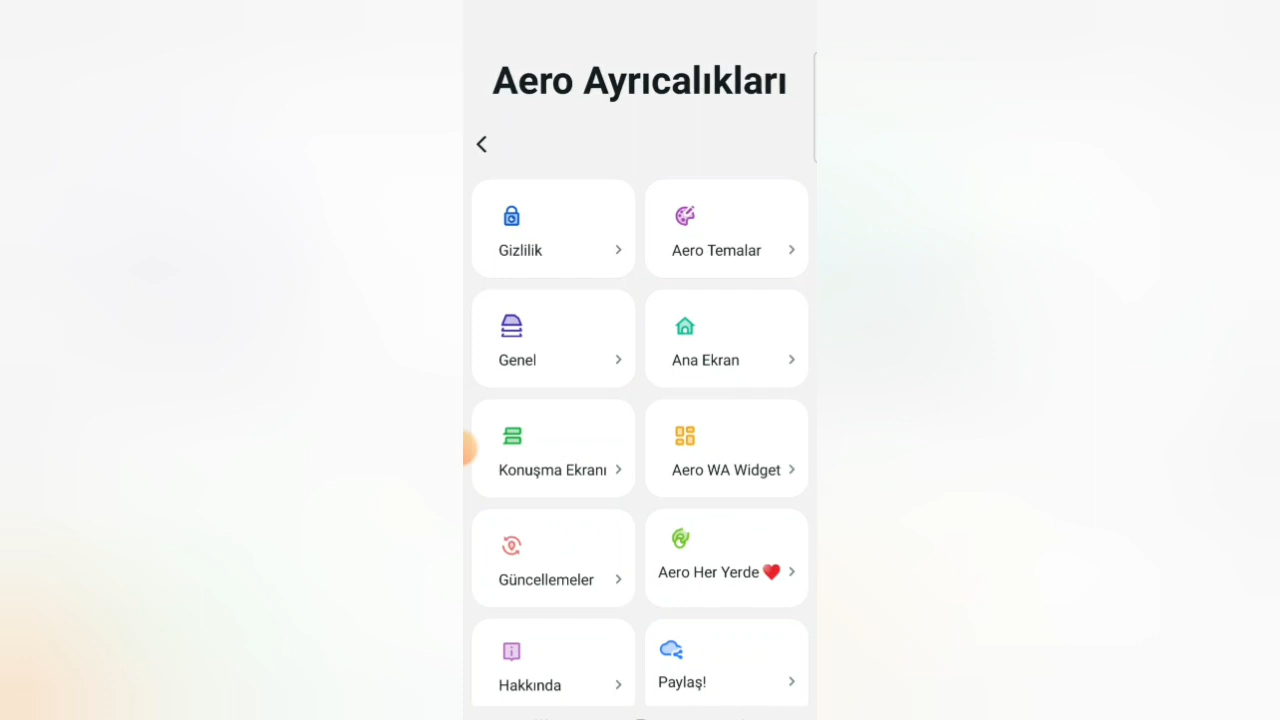 Aero Ayrıcalıkları
Gizlilik
Aero Temalar
Genel
Ana Ekran
Konuşma Ekranı
Aero WA Widget
Güncellemeler
Aero Her Yerde ❤️
Hakkında
Paylaş!